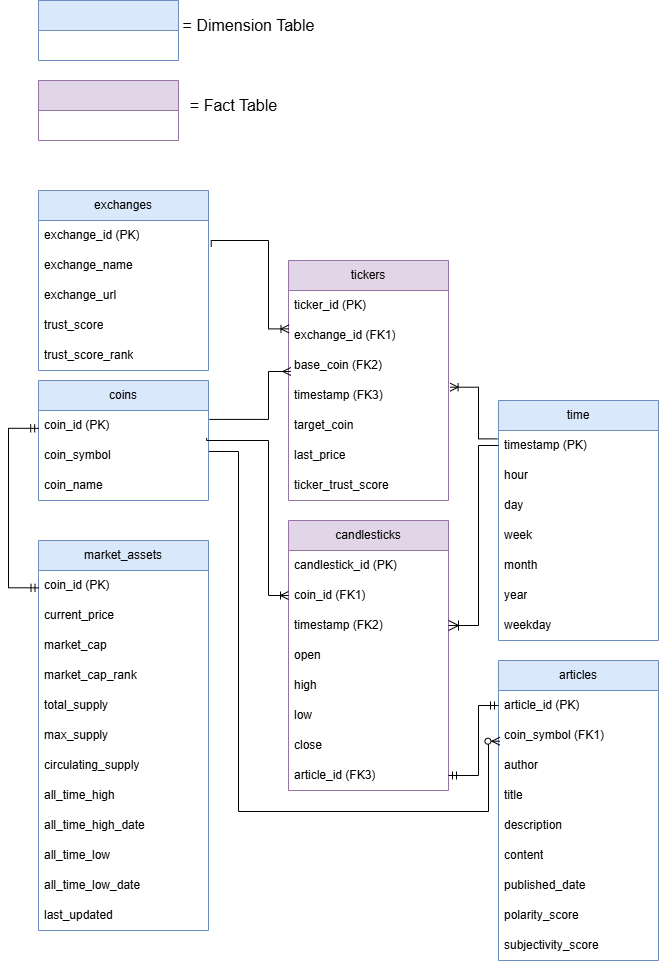 = Dimension Table
= Fact Table
exchanges
exchange_id (PK)
exchange_name
exchange_url
trust_score
trust_score_rank
coins
coin_id (PK)
coin_symbol
coin_name
market_assets
coin_id (PK)
current_price
market_cap
market_cap_rank
total_supply
max_supply
circulating_supply
all_time_high
all_time_high_date
all_time_low
all_time_low_date
last_updated
tickers
ticker_id (PK)
exchange_id (FK1)
base_coin (FK2)
timestamp (FK3)
target_coin
last_price
ticker_trust_score
candlesticks
candlestick_id (PK)
coin_id (FK1)
timestamp (FK2)
open
high
low
close
article_id (FK3)
time
timestamp (PK)
hour
day
week
month
year
weekday
articles
article_id (PK)
coin_symbol (FK1)
author
title
description
content
published_date
polarity_score
subjectivity_score